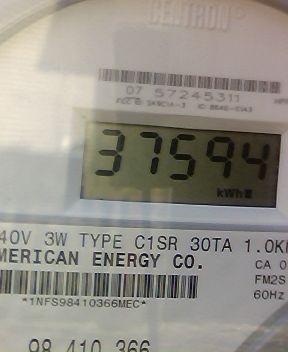 CENTRON®
07 57245311
37594
kWh
40V 3W TYPE C1SR 30TA 1.0K
MERICAN ENERGY CO.
CA 0
FM2S
60Hz
*1NFS98410366MEC*
98 410 366